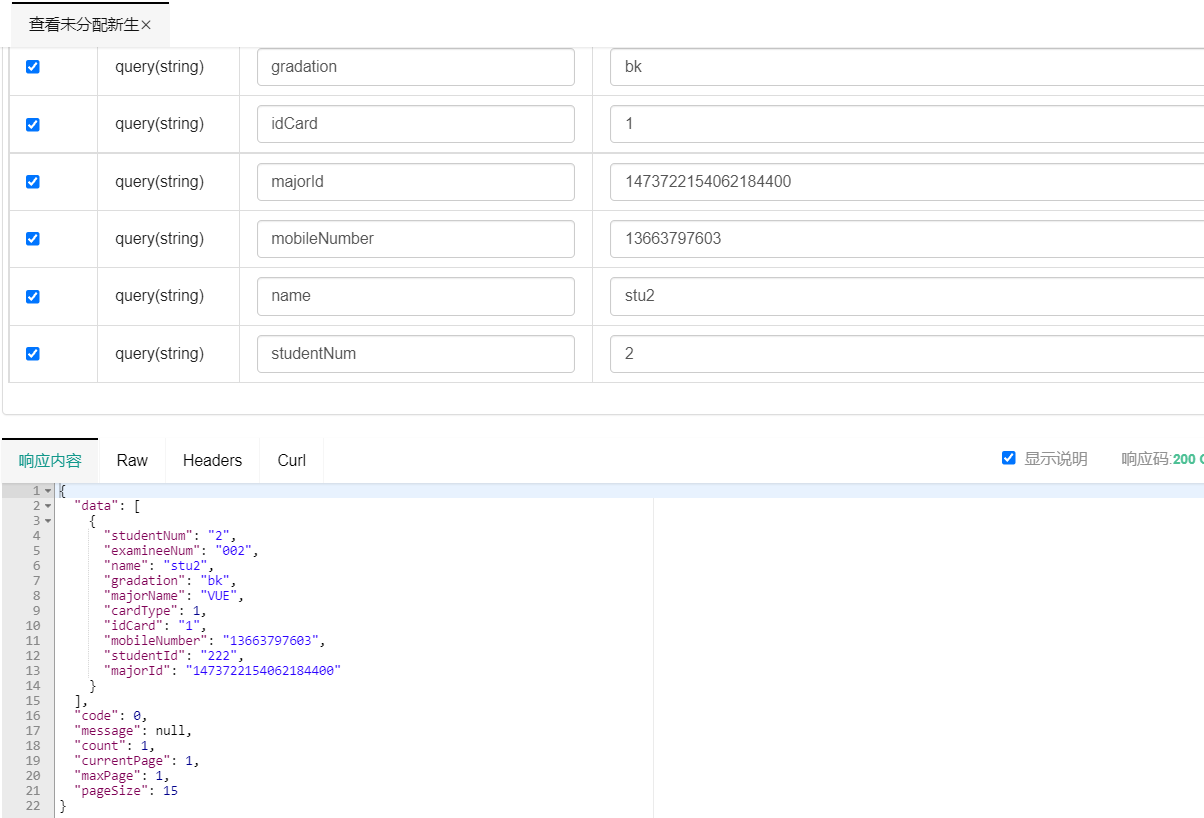 查看未分配新生×
query(string) gradation bk
query(string) idCard 1
query(string) majorId 1473722154062184400
query(string) mobileNumber 13663797603
query(string) name stu2
query(string) studentNum 2
响应内容 Raw Headers Curl 显示说明 响应码:200
1 {
2 "data": [
3 {
4 "studentNum": "2",
5 "examineeNum": "002",
6 "name": "stu2",
7 "gradation": "bk",
8 "majorName": "VUE",
9 "cardType": 1,
10 "idCard": "1",
11 "mobileNumber": "13663797603",
12 "studentId": "222",
13 "majorId": "1473722154062184400"
14 }
15 ],
16 "code": 0,
17 "message": null,
18 "count": 1,
19 "currentPage": 1,
20 "maxPage": 1,
21 "pageSize": 15
22 }